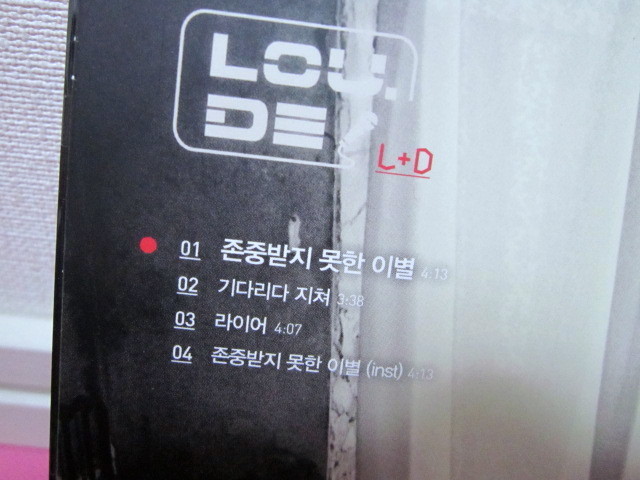 LOU.
DE
L+D
01 존중받지 못한 이별 4:13
02 기다리다 지쳐 3:38
03 라이어 4:07
04 존중받지 못한 이별 (inst) 4:13